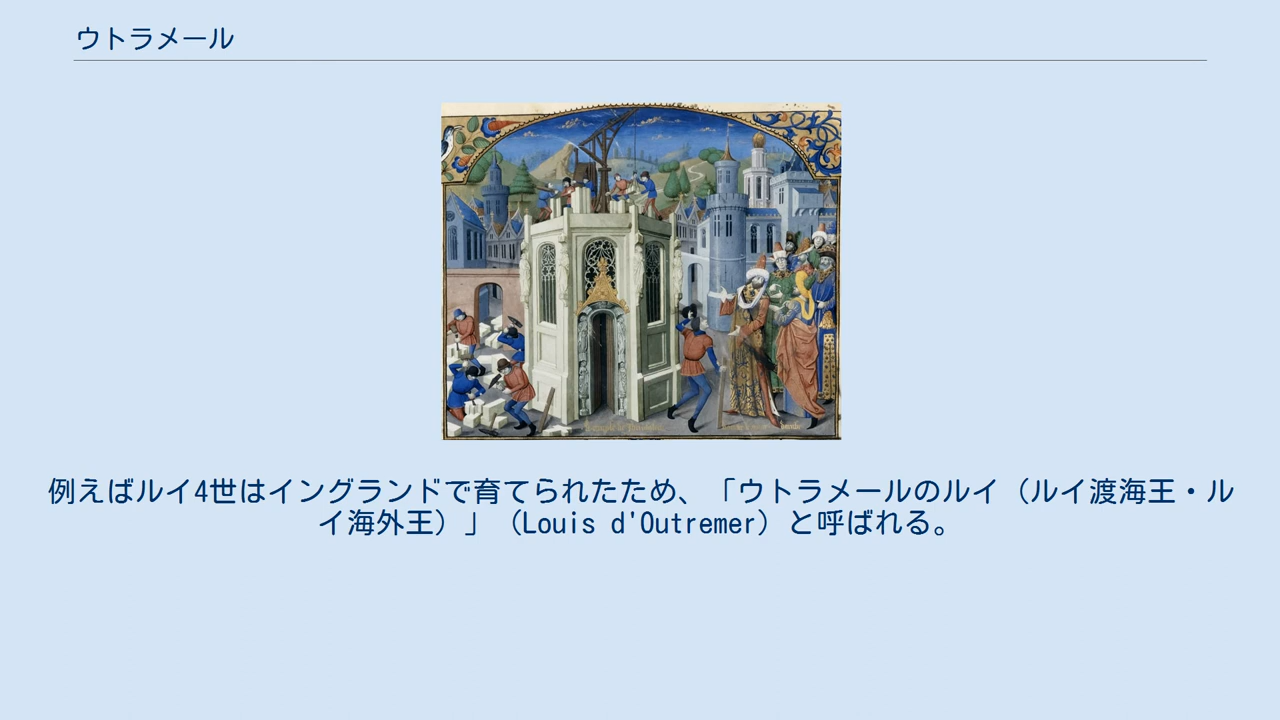 ウトラメール
例えばルイ4世はイングランドで育てられたため、「ウトラメールのルイ（ルイ渡海王・ル
イ海外王）」（Louis d'Outremer）と呼ばれる。